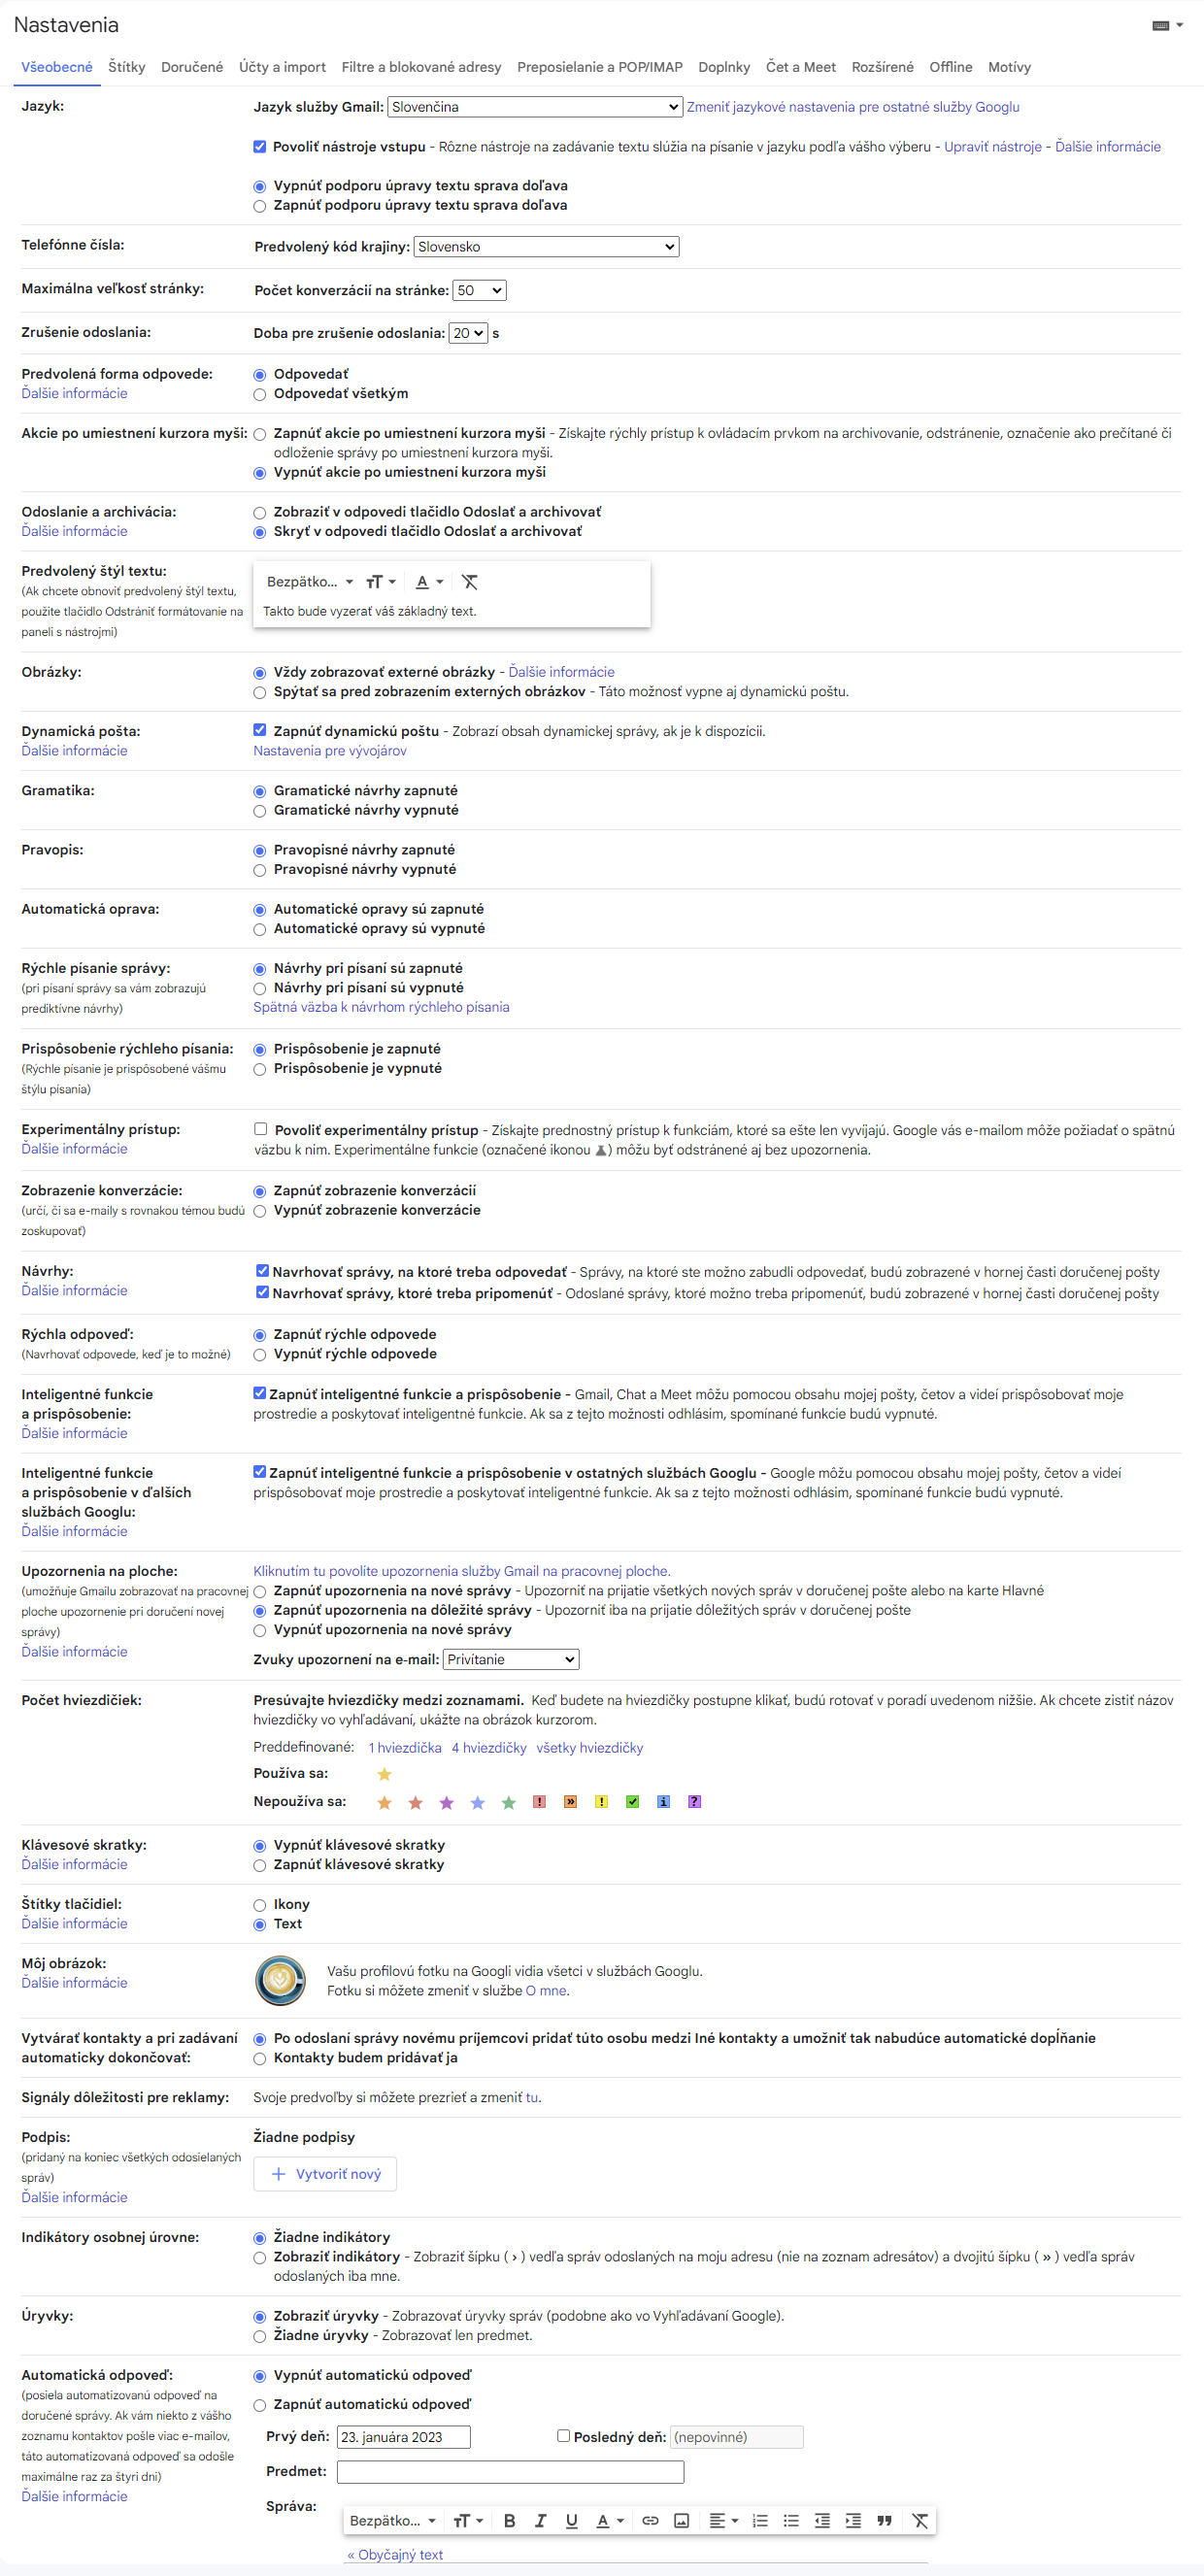 Nastavenia
Všeobecné Štítky Doručené Účty a import Filtre a blokované adresy Preposielanie a POP/IMAP Doplnky Čet a Meet Rozšírené Offline Motívy
Jazyk:
Jazyk služby Gmail: Slovenčina Zmeniť jazykové nastavenia pre ostatné služby Googlu
Povoliť nástroje vstupu - Rôzne nástroje na zadávanie textu slúžia na písanie v jazyku podľa vášho výberu - Upraviť nástroje - Ďalšie informácie
Vypnúť podporu úpravy textu sprava doľava
Zapnúť podporu úpravy textu sprava doľava
Telefónne čísla:
Predvolený kód krajiny: Slovensko
Maximálna veľkosť stránky:
Počet konverzácií na stránke: 50
Zrušenie odoslania:
Doba pre zrušenie odoslania: 20 s
Predvolená forma odpovede:
Ďalšie informácie
Odpovedať
Odpovedať všetkým
Akcie po umiestnení kurzora myši:
Zapnúť akcie po umiestnení kurzora myši - Získajte rýchly prístup k ovládacím prvkom na archivovanie, odstránenie, označenie ako prečítané či
odloženie správy po umiestnení kurzora myši.
Vypnúť akcie po umiestnení kurzora myši
Odoslanie a archivácia:
Ďalšie informácie
Zobraziť v odpovedi tlačidlo Odoslať a archivovať
Skryť v odpovedi tlačidlo Odoslať a archivovať
Predvolený štýl textu:
(Ak chcete obnoviť predvolený štýl textu,
použite tlačidlo Odstrániť formátovanie na
paneli s nástrojmi)
Bezpätko...
Takto bude vyzerať váš základný text.
Obrázky:
Vždy zobrazovať externé obrázky - Ďalšie informácie
Spýtať sa pred zobrazením externých obrázkov - Táto možnosť vypne aj dynamickú poštu.
Dynamická pošta:
Ďalšie informácie
Zapnúť dynamickú poštu - Zobrazí obsah dynamickej správy, ak je k dispozícii.
Nastavenia pre vývojárov
Gramatika:
Gramatické návrhy zapnuté
Gramatické návrhy vypnuté
Pravopis:
Pravopisné návrhy zapnuté
Pravopisné návrhy vypnuté
Automatická oprava:
Automatické opravy sú zapnuté
Automatické opravy sú vypnuté
Rýchle písanie správy:
(pri písaní správy sa vám zobrazujú
prediktívne návrhy)
Návrhy pri písaní sú zapnuté
Návrhy pri písaní sú vypnuté
Spätná väzba k návrhom rýchleho písania
Prispôsobenie rýchleho písania:
(Rýchle písanie je prispôsobené vášmu
štýlu písania)
Prispôsobenie je zapnuté
Prispôsobenie je vypnuté
Experimentálny prístup:
Ďalšie informácie
Povoliť experimentálny prístup - Získajte prednostný prístup k funkciám, ktoré sa ešte len vyvíjajú. Google vás e-mailom môže požiadať o spätnú
väzbu k nim. Experimentálne funkcie (označené ikonou ) môžu byť odstránené aj bez upozornenia.
Zobrazenie konverzácie:
(určí, či sa e-maily s rovnakou témou budú
zoskupovať)
Zapnúť zobrazenie konverzácií
Vypnúť zobrazenie konverzácie
Návrhy:
Ďalšie informácie
Navrhovať správy, na ktoré treba odpovedať - Správy, na ktoré ste možno zabudli odpovedať, budú zobrazené v hornej časti doručenej pošty
Navrhovať správy, ktoré treba pripomenúť - Odoslané správy, ktoré možno treba pripomenúť, budú zobrazené v hornej časti doručenej pošty
Rýchla odpoveď:
(Navrhovať odpovede, keď je to možné)
Zapnúť rýchle odpovede
Vypnúť rýchle odpovede
Inteligentné funkcie
a prispôsobenie:
Ďalšie informácie
Zapnúť inteligentné funkcie a prispôsobenie - Gmail, Chat a Meet môžu pomocou obsahu mojej pošty, četov a videí prispôsobovať moje
prostredie a poskytovať inteligentné funkcie. Ak sa z tejto možnosti odhlásim, spomínané funkcie budú vypnuté.
Inteligentné funkcie
a prispôsobenie v ďalších
službách Googlu:
Ďalšie informácie
Zapnúť inteligentné funkcie a prispôsobenie v ostatných službách Googlu - Google môžu pomocou obsahu mojej pošty, četov a videí
prispôsobovať moje prostredie a poskytovať inteligentné funkcie. Ak sa z tejto možnosti odhlásim, spomínané funkcie budú vypnuté.
Upozornenia na ploche:
(umožňuje Gmailu zobrazovať na pracovnej
ploche upozornenie pri doručení novej
správy)
Ďalšie informácie
Kliknutím tu povolíte upozornenia služby Gmail na pracovnej ploche.
Zapnúť upozornenia na nové správy - Upozorniť na prijatie všetkých nových správ v doručenej pošte alebo na karte Hlavné
Zapnúť upozornenia na dôležité správy - Upozorniť iba na prijatie dôležitých správ v doručenej pošte
Vypnúť upozornenia na nové správy
Zvuky upozornení na e-mail: Privítanie
Počet hviezdičiek:
Presúvajte hviezdičky medzi zoznamami. Keď budete na hviezdičky postupne klikať, budú rotovať v poradí uvedenom nižšie. Ak chcete zistiť názov
hviezdičky vo vyhľadávaní, ukážte na obrázok kurzorom.
Preddefinované: 1 hviezdička 4 hviezdičky všetky hviezdičky
Používa sa:
Nepoužíva sa:
Klávesové skratky:
Ďalšie informácie
Vypnúť klávesové skratky
Zapnúť klávesové skratky
Štítky tlačidiel:
Ďalšie informácie
Ikony
Text
Môj obrázok:
Ďalšie informácie
Vašu profilovú fotku na Googli vidia všetci v službách Googlu.
Fotku si môžete zmeniť v službe O mne.
Vytvárať kontakty a pri zadávaní
automaticky dokončovať:
Po odoslaní správy novému príjemcovi pridať túto osobu medzi Iné kontakty a umožniť tak nabudúce automatické dopĺňanie
Kontakty budem pridávať ja
Signály dôležitosti pre reklamy:
Svoje predvoľby si môžete prezrieť a zmeniť tu.
Podpis:
(pridaný na koniec všetkých odosielaných
správ)
Ďalšie informácie
Žiadne podpisy
Vytvoriť nový
Indikátory osobnej úrovne:
Žiadne indikátory
Zobraziť indikátory - Zobraziť šípku ( › ) vedľa správ odoslaných na moju adresu (nie na zoznam adresátov) a dvojitú šípku ( » ) vedľa správ
odoslaných iba mne.
Úryvky:
Zobraziť úryvky - Zobrazovať úryvky správ (podobne ako vo Vyhľadávaní Google).
Žiadne úryvky - Zobrazovať len predmet.
Automatická odpoveď:
(posiela automatizovanú odpoveď na
doručené správy. Ak vám niekto z vášho
zoznamu kontaktov pošle viac e-mailov,
táto automatizovaná odpoveď sa odošle
maximálne raz za štyri dni)
Ďalšie informácie
Vypnúť automatickú odpoveď
Zapnúť automatickú odpoveď
Prvý deň: 23. januára 2023 Posledný deň: (nepovinné)
Predmet:
Správa:
Bezpätko...
« Obyčajný text